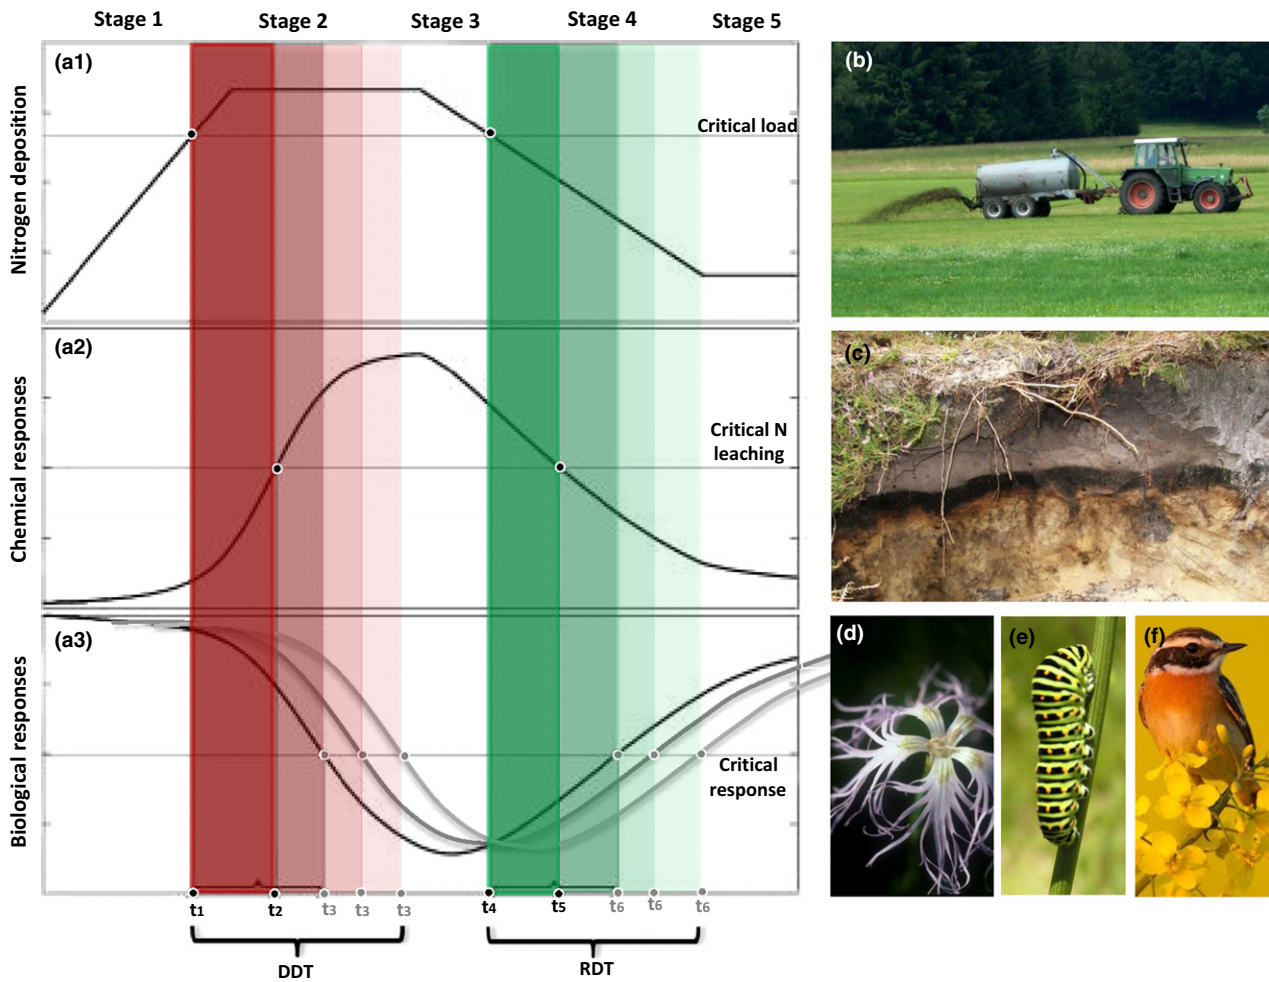 Stage 1 Stage 2 Stage 3 Stage 4 Stage 5
(a1)
Nitrogen deposition
Critical load
(a2)
Chemical responses
Critical N
leaching
(a3)
Biological responses
Critical
response
t1 t2 t3 t3 t3 t4 t5 t6 t6 t6
DDT RDT
(b)
(c)
(d) (e) (f)